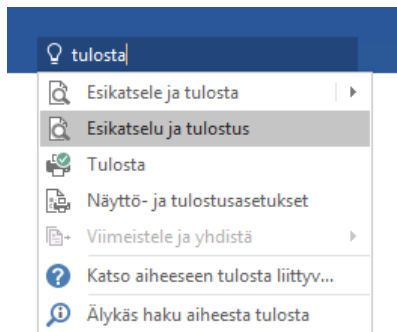 tulosta
Esikatsele ja tulosta
Esikatselu ja tulostus
Tulosta
Näyttö- ja tulostusasetukset
Viimeistele ja yhdistä
Katso aiheeseen tulosta liittyv...
Älykäs haku aiheesta tulosta